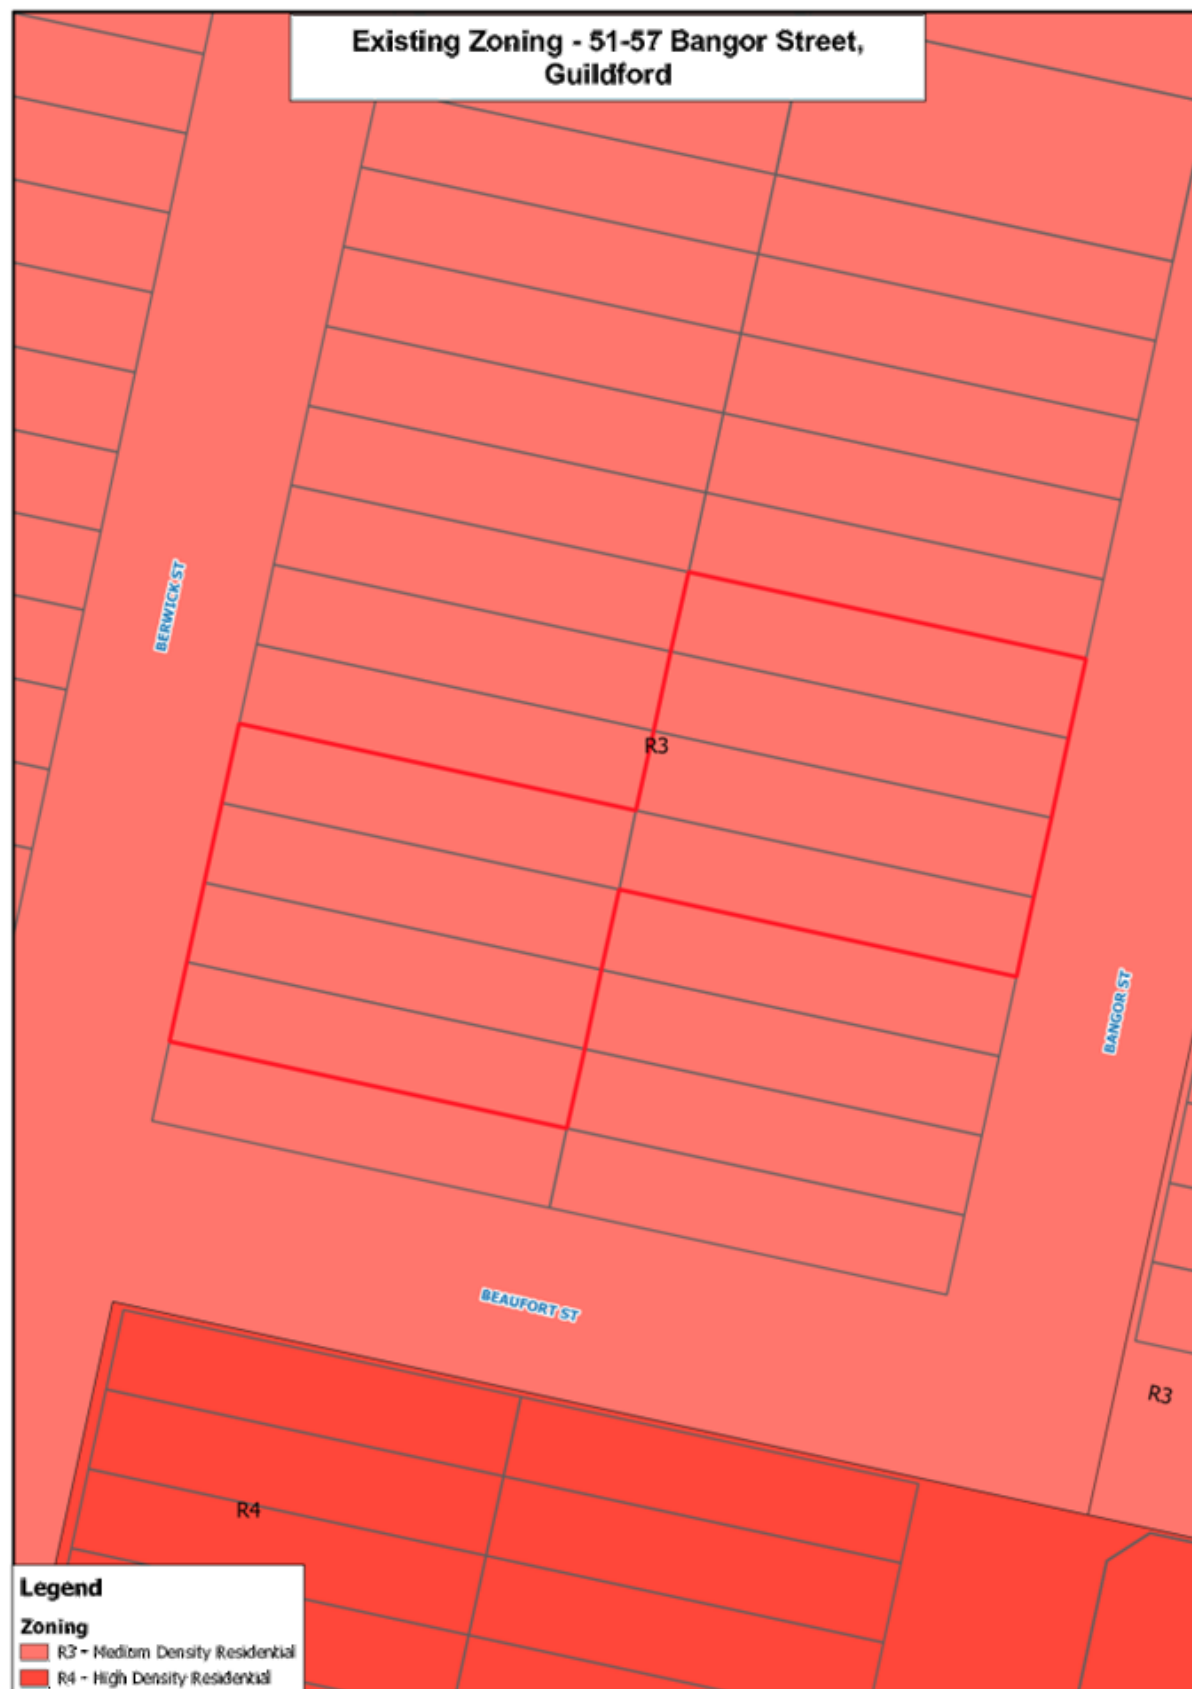 Existing Zoning - 51-57 Bangor Street,
Guildford
BERWICK ST
R3
BANGOR ST
BEAUFORT ST
R3
R4
Legend
Zoning
R3 - Medium Density Residential
R4 - High Density Residential